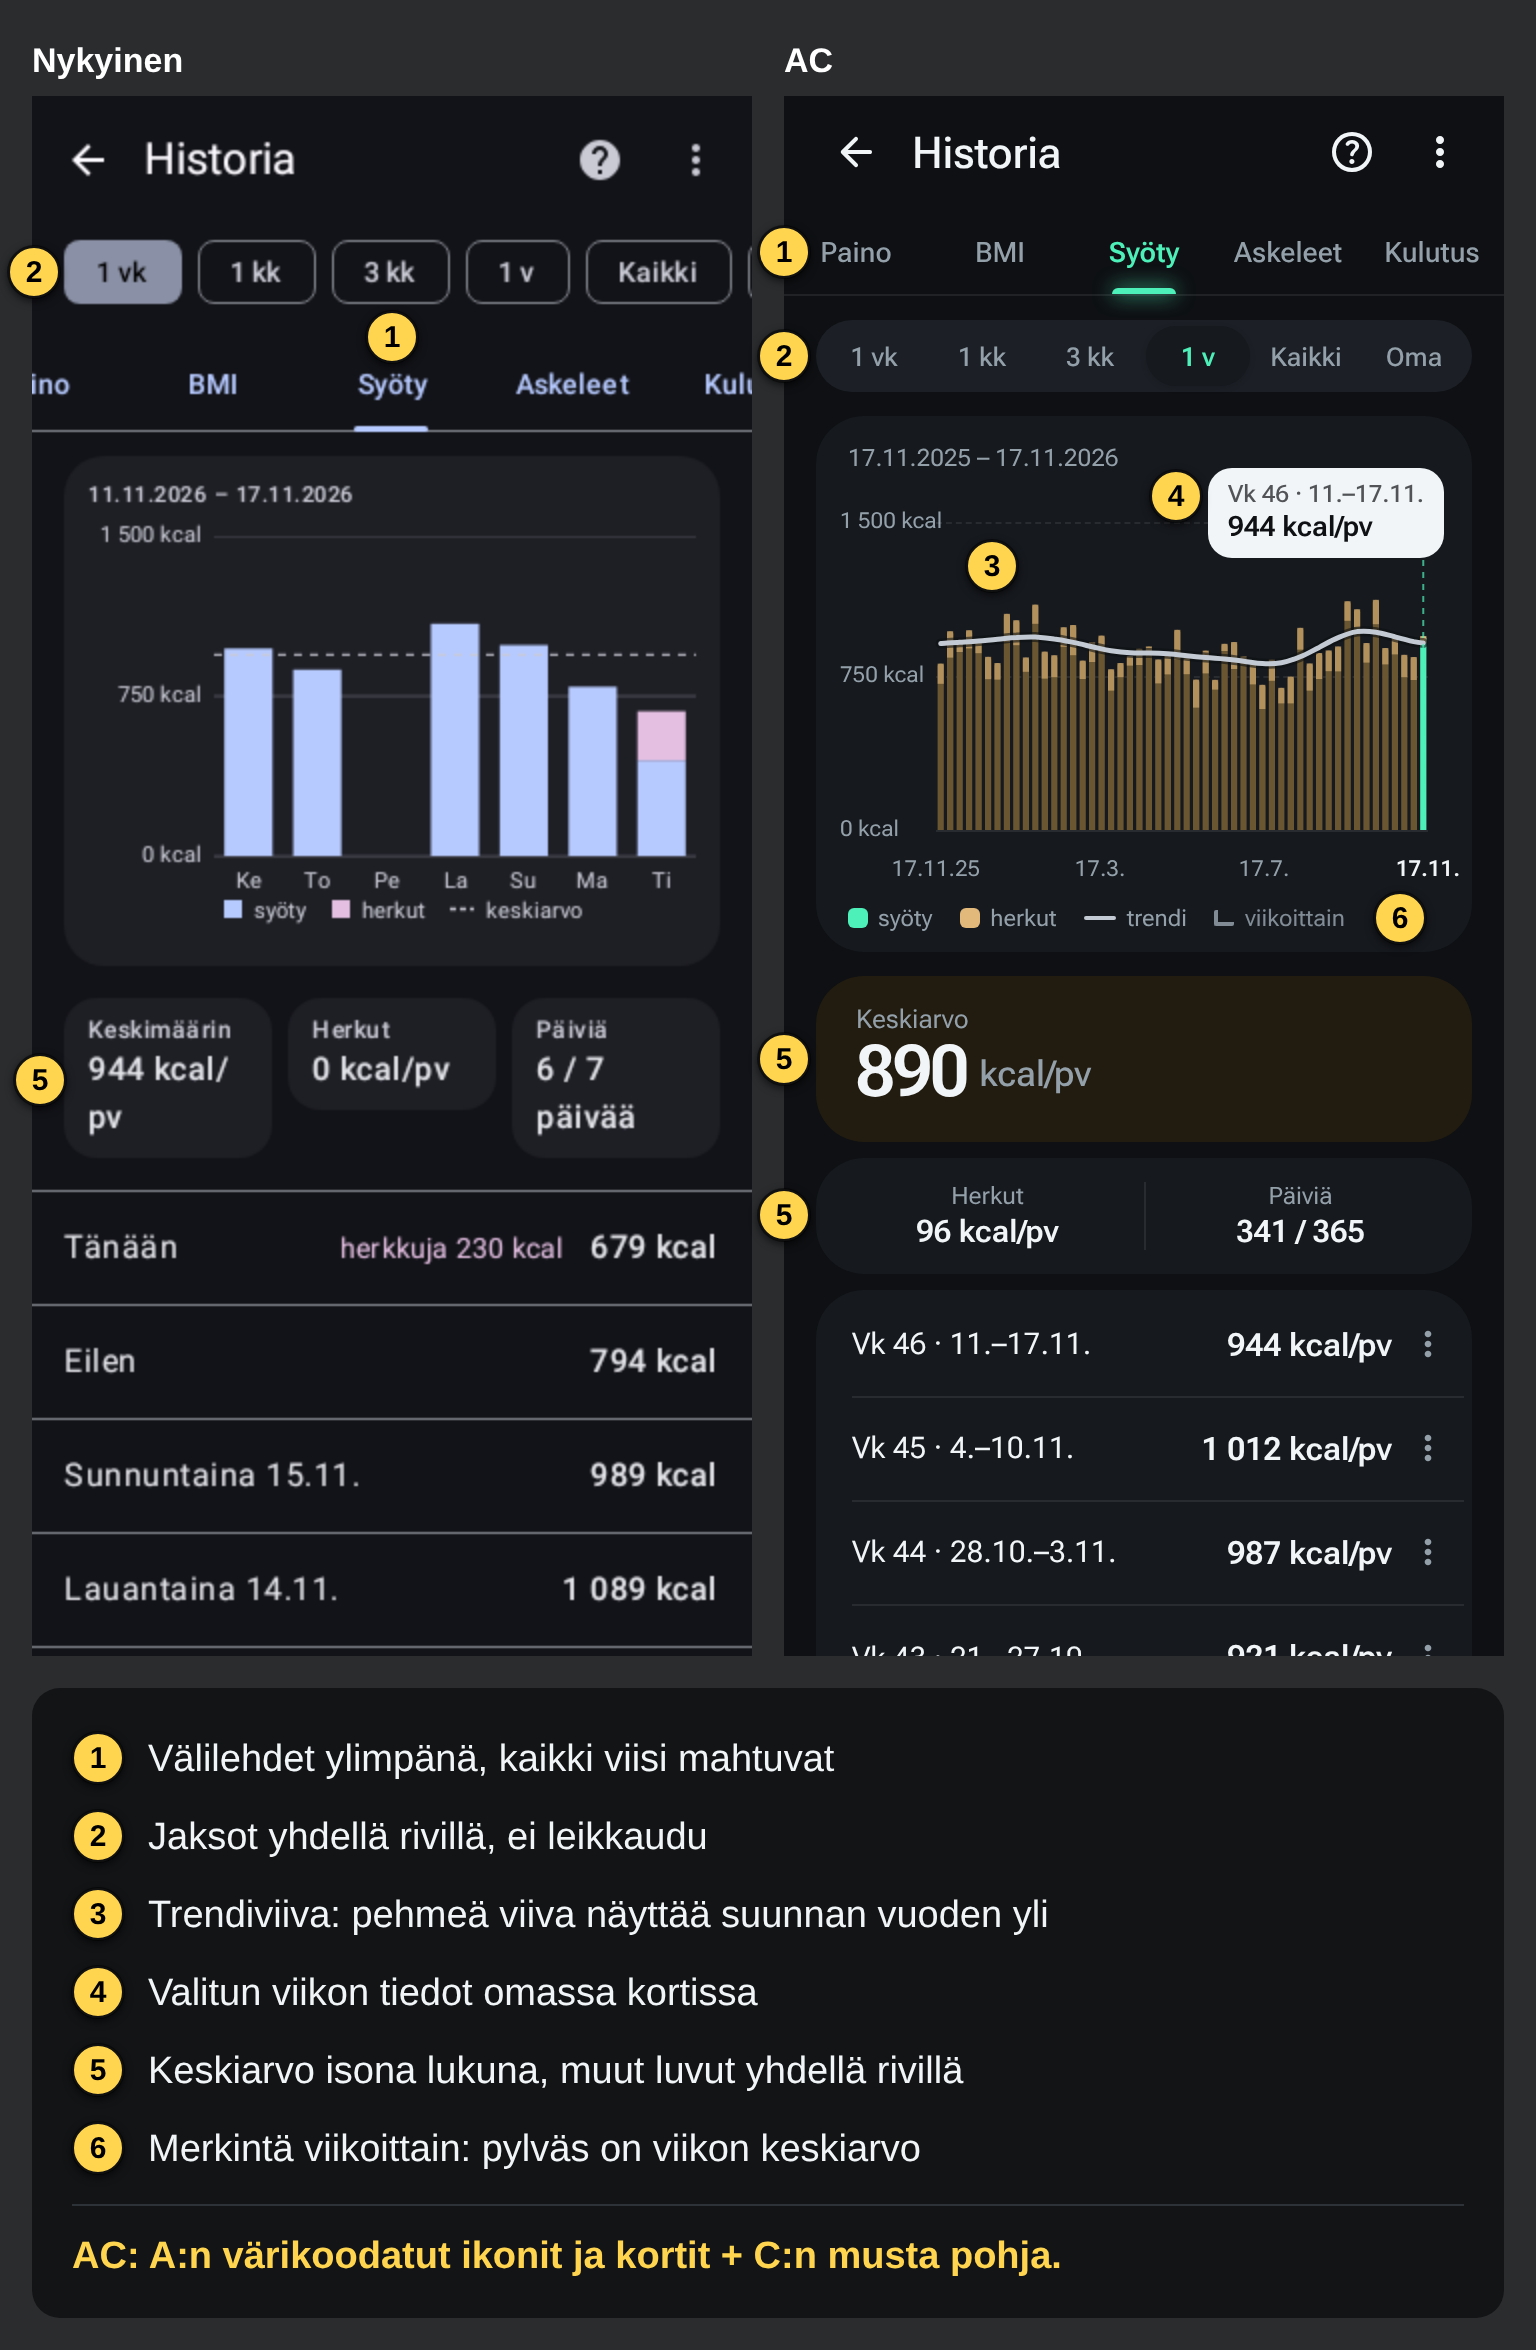 Nykyinen
Historia
2
1 vk
1 kk
3 kk
1 v
Kaikki
1
ino
BMI
Syöty
Askeleet
Kulu
11.11.2026 – 17.11.2026
1 500 kcal
750 kcal
0 kcal
Ke To Pe La Su Ma Ti
syöty herkut keskiarvo
5
Keskimäärin
944 kcal/
pv
Herkut
0 kcal/pv
Päiviä
6 / 7
päivää
Tänään herkkuja 230 kcal 679 kcal
Eilen 794 kcal
Sunnuntaina 15.11. 989 kcal
Lauantaina 14.11. 1 089 kcal
AC
Historia
1
Paino BMI Syöty Askeleet Kulutus
2
1 vk 1 kk 3 kk 1 v Kaikki Oma
17.11.2025 – 17.11.2026
4
Vk 46 · 11.–17.11.
944 kcal/pv
1 500 kcal
3
750 kcal
0 kcal
17.11.25 17.3. 17.7. 17.11.
syöty herkut trendi viikoittain
6
5
Keskiarvo
890 kcal/pv
5
Herkut
96 kcal/pv
Päiviä
341 / 365
Vk 46 · 11.–17.11. 944 kcal/pv
Vk 45 · 4.–10.11. 1 012 kcal/pv
Vk 44 · 28.10.–3.11. 987 kcal/pv
Vk 43 · 21.–27.10. 921 kcal/pv
1 Välilehdet ylimpänä, kaikki viisi mahtuvat
2 Jaksot yhdellä rivillä, ei leikkaudu
3 Trendiviiva: pehmeä viiva näyttää suunnan vuoden yli
4 Valitun viikon tiedot omassa kortissa
5 Keskiarvo isona lukuna, muut luvut yhdellä rivillä
6 Merkintä viikoittain: pylväs on viikon keskiarvo
AC: A:n värikoodatut ikonit ja kortit + C:n musta pohja.